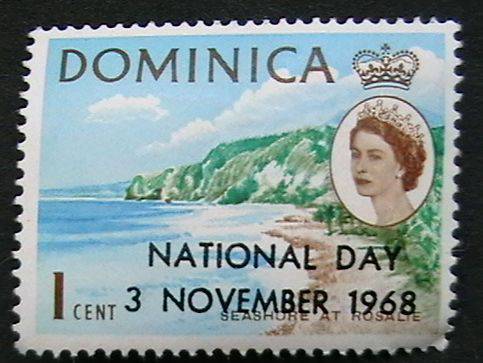 DOMINICA
NATIONAL DAY
1 CENT 3 NOVEMBER 1968
SEASHORE AT ROSALIE